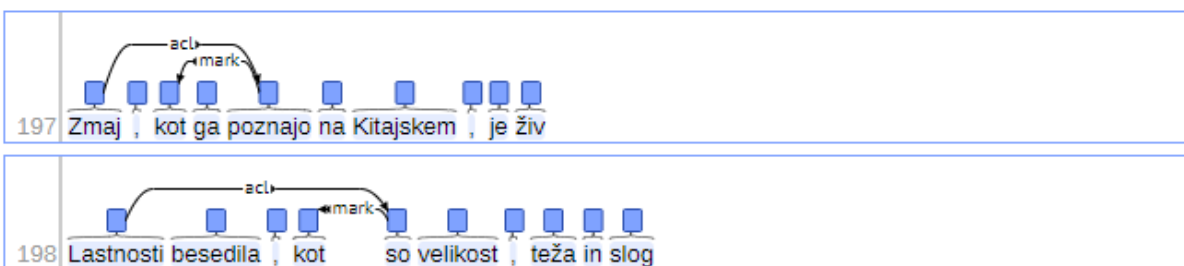 acl
mark
197 Zmaj , kot ga poznajo na Kitajskem , je živ
acl
mark
198 Lastnosti besedila , kot so velikost , teža in slog